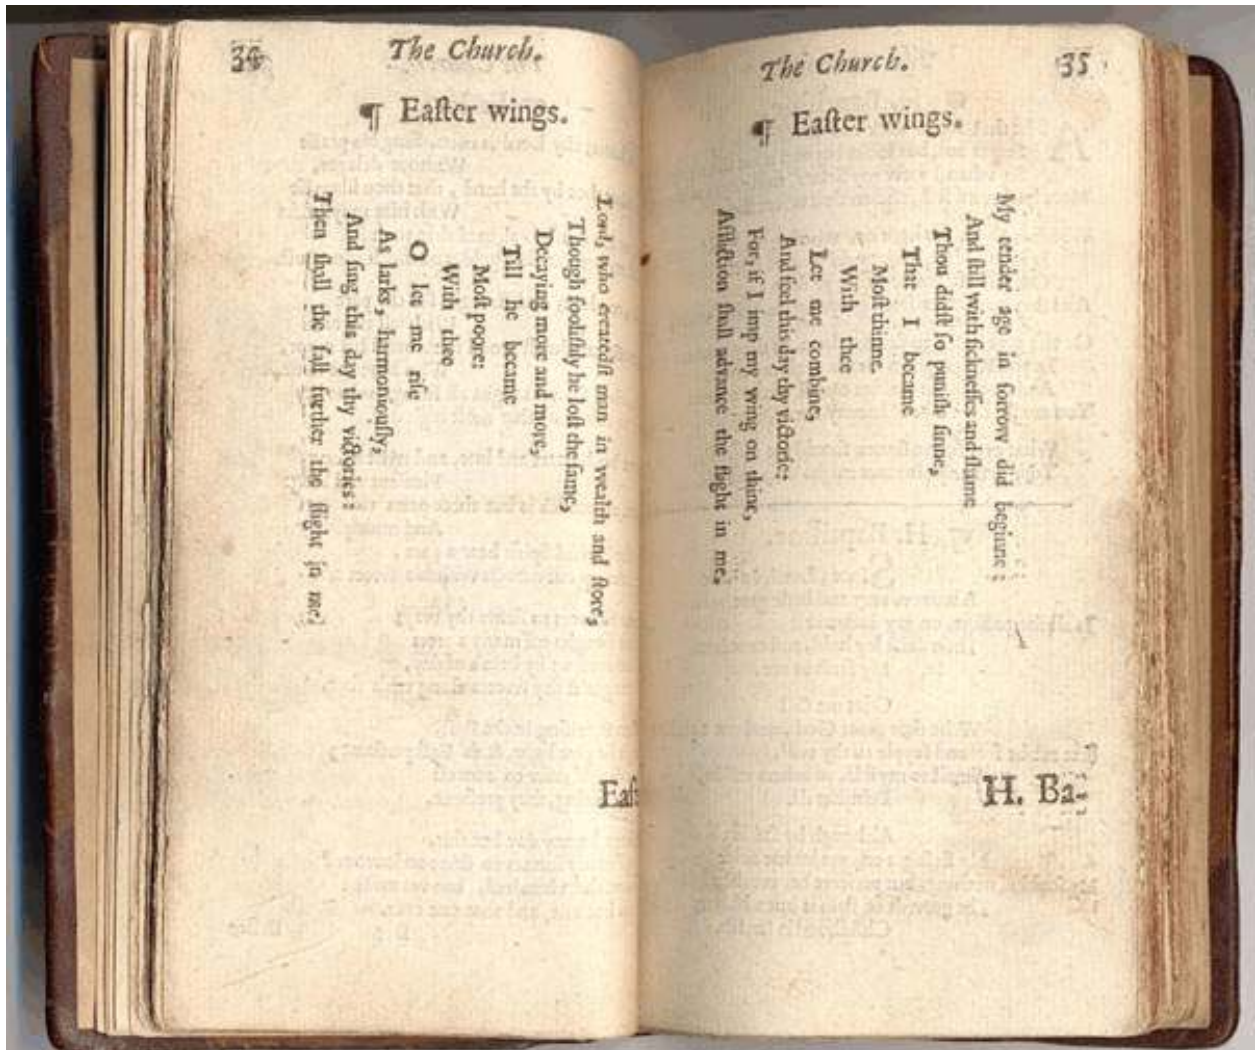 34
The Church.
¶ Eaſter wings.
Lord, who createdſt man in wealth and ſtore,
Though fooliſhly he loſt the ſame,
Decaying more and more,
Till he became
Moſt poore:
With thee
O let me riſe
As larks, harmoniouſly,
And ſing this day thy victories:
Then ſhall the fall further the flight in me.
Eaſ
35
The Church.
¶ Eaſter wings.
My tender age in ſorrow did beginne:
And ſtill with ſickneſſes and ſhame
Thou didſt ſo puniſh ſinne,
That I became
Moſt thinne.
With thee
Let me combine,
And feel this day thy victorie:
For, if I imp my wing on thine,
Affliction ſhall advance the flight in me.
H. Ba-